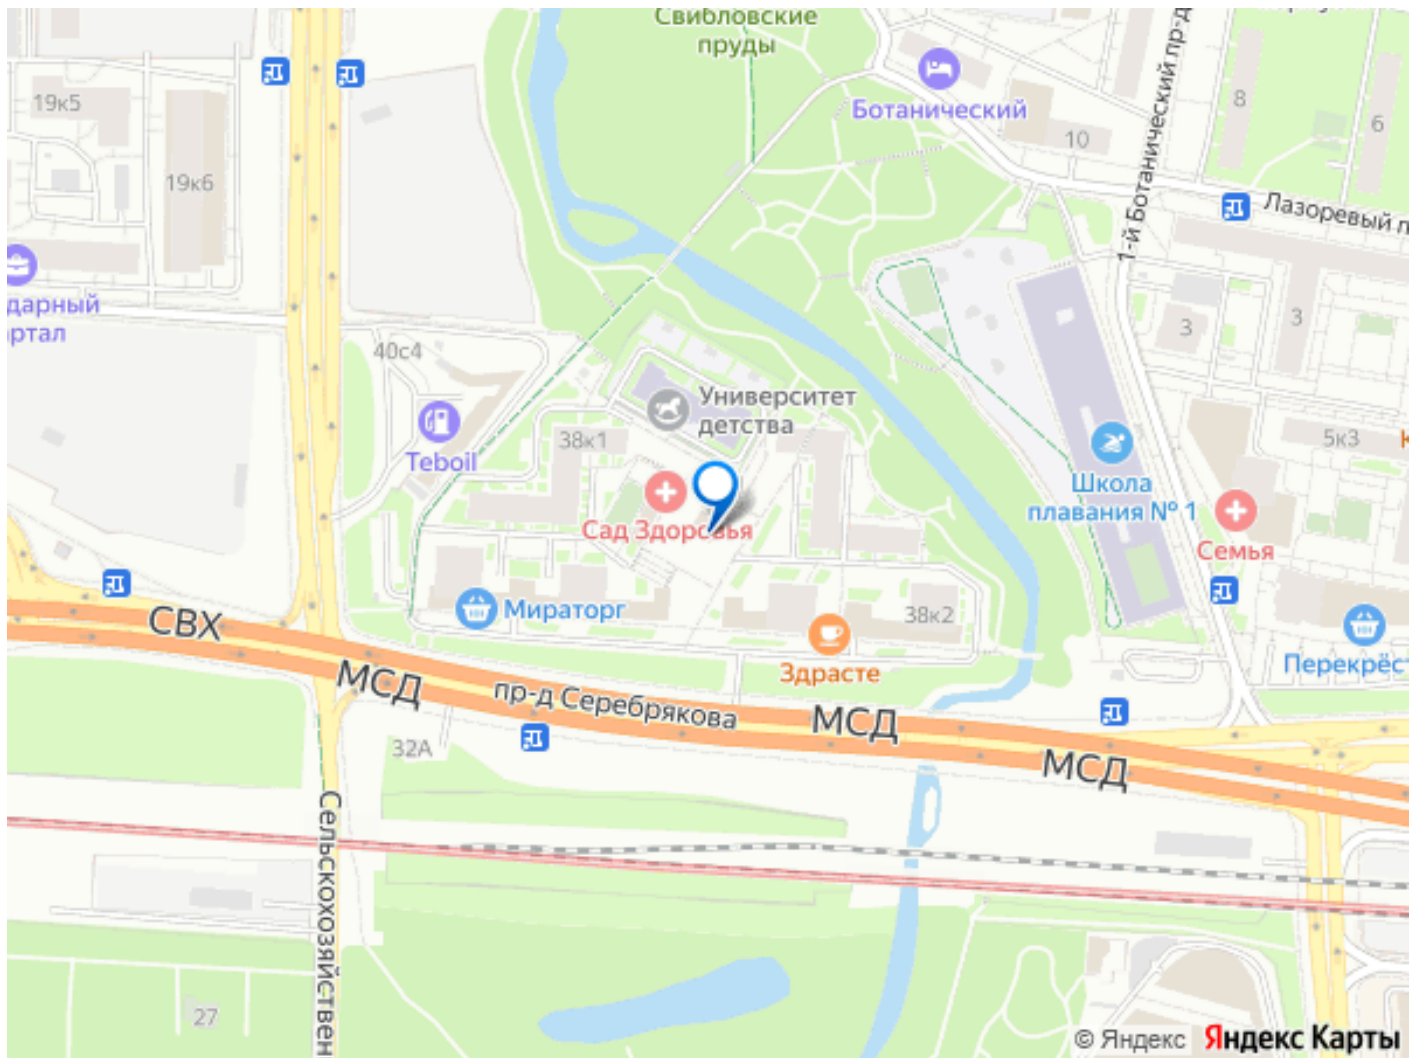 Свибловские
пруды
19к5
19к6
Ботанический
10
8
6
1-й Ботанический пр-д
Лазоревый п
дарный
ртал
40с4
3
3
Университет
детства
38к1
5к3
Teboil
Школа
плавания № 1
Сад Здоровья
Семья
СВХ
Мираторг
38к2
Здрасте
Перекрёс
МСД
пр-д Серебрякова
МСД
МСД
32А
Сельскохозяйствен
27
© Яндекс Яндекс Карты